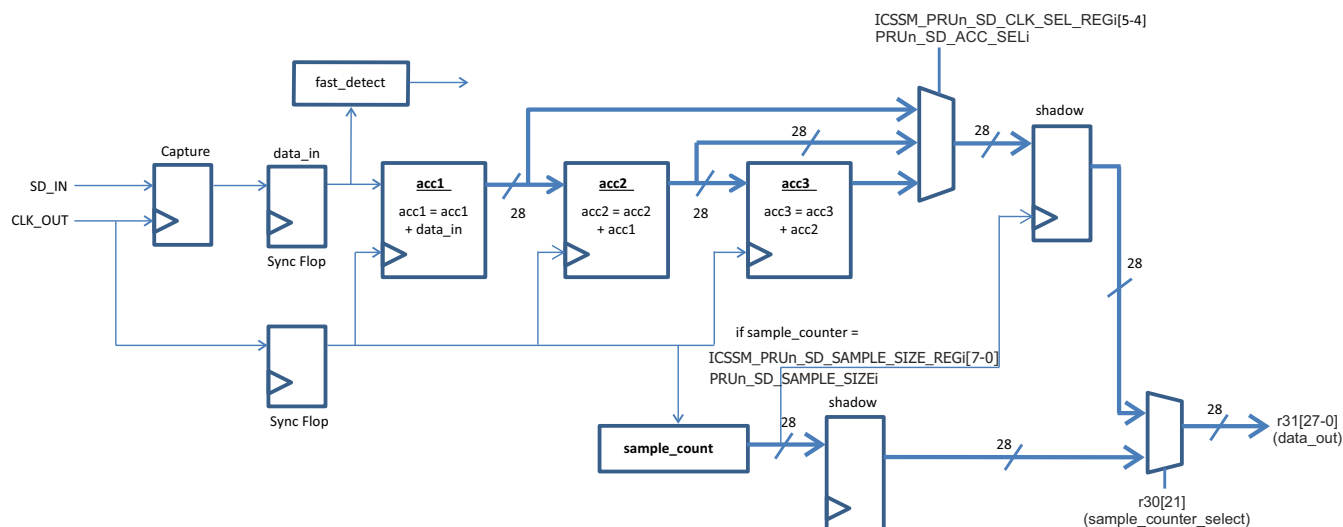 ICSSM_PRUn_SD_CLK_SEL_REGi[5-4]
PRUn_SD_ACC_SELi
fast_detect
shadow
28
28
Capture
data_in
SD_IN
CLK_OUT
acc1
acc1 = acc1
+ data_in
28
acc2
acc2 = acc2
+ acc1
28
acc3
acc3 = acc3
+ acc2
Sync Flop
28
if sample_counter =
ICSSM_PRUn_SD_SAMPLE_SIZE_REGi[7-0]
PRUn_SD_SAMPLE_SIZEi
Sync Flop
shadow
28
sample_count
28
28
r31[27-0]
(data_out)
r30[21]
(sample_counter_select)